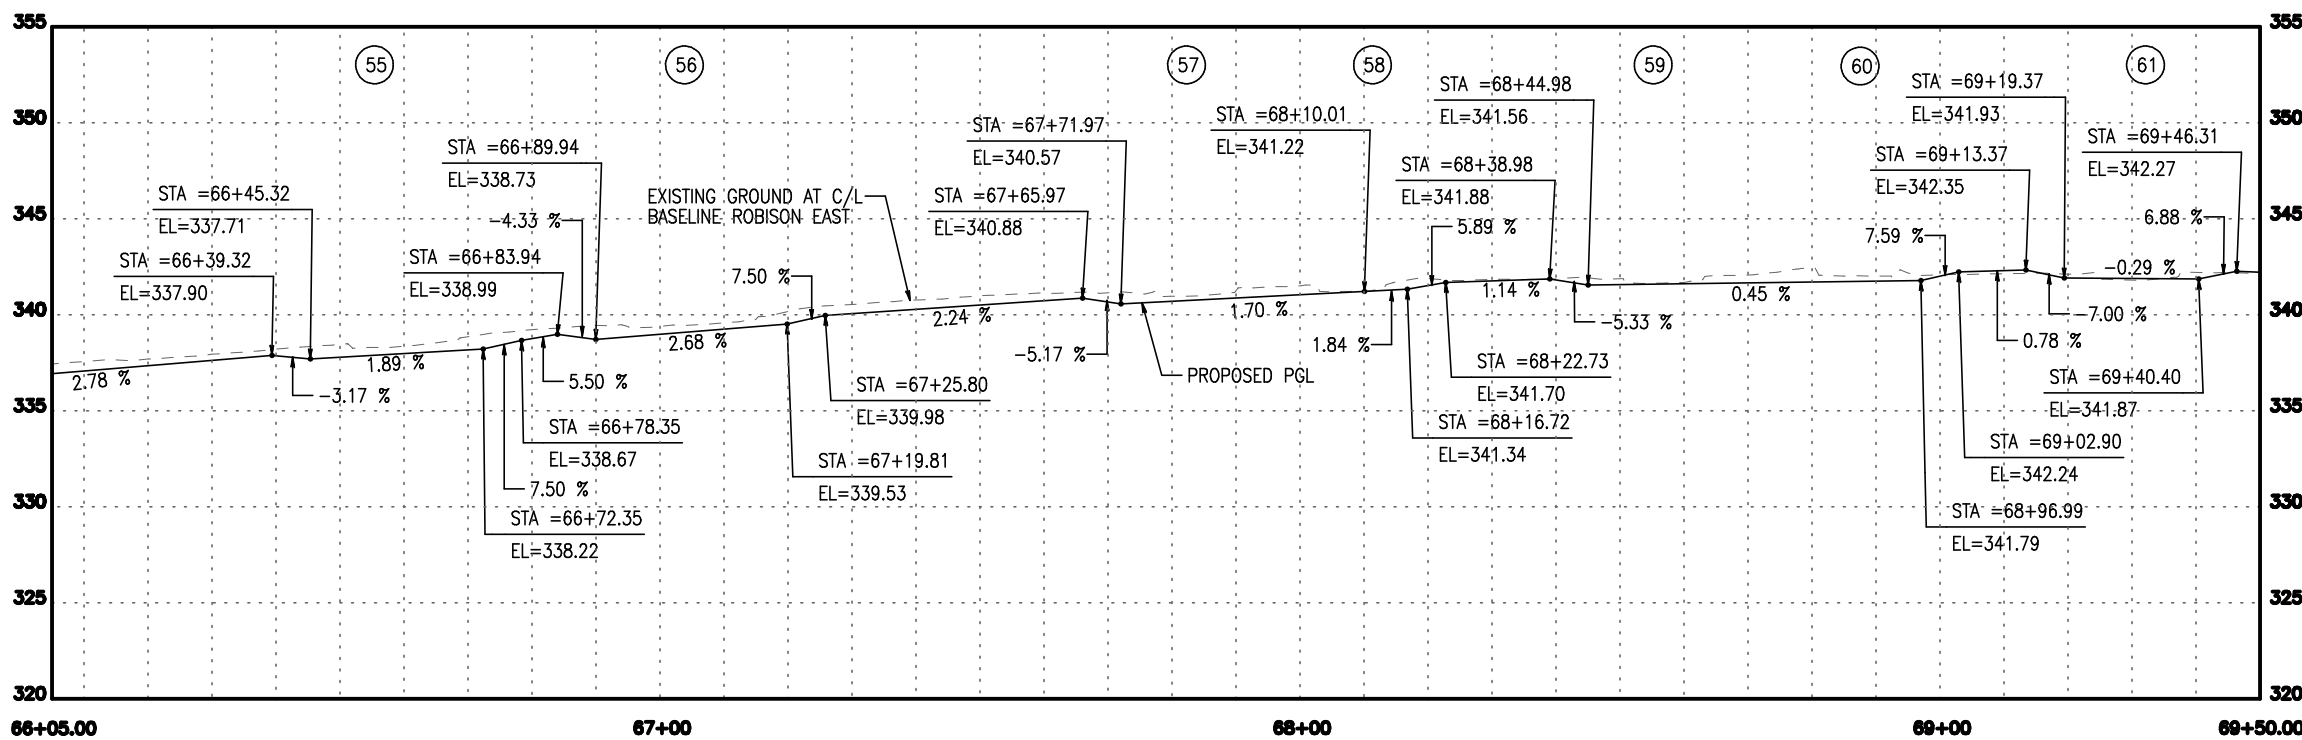 355
355
55
56
57
58
59
60
61
STA =68+44.98
EL=341.56
STA =69+19.37
EL=341.93
350
350
STA =66+89.94
EL=338.73
STA =67+71.97
EL=340.57
STA =68+10.01
EL=341.22
STA =69+46.31
EL=342.27
STA =68+38.98
EL=341.88
STA =69+13.37
EL=342.35
STA =66+45.32
EL=337.71
EXISTING GROUND AT C/L
BASELINE ROBISON EAST
STA =67+65.97
EL=340.88
345
345
-4.33 %
5.89 %
7.59 %
6.88 %
STA =66+39.32
EL=337.90
STA =66+83.94
EL=338.99
7.50 %
-0.29 %
340
340
2.24 %
1.70 %
1.14 %
0.45 %
-7.00 %
-5.33 %
2.68 %
1.84 %
0.78 %
-5.17 %
1.89 %
2.78 %
-3.17 %
5.50 %
PROPOSED PGL
STA =67+25.80
EL=339.98
STA =68+22.73
EL=341.70
STA =69+40.40
EL=341.87
335
335
STA =66+78.35
EL=338.67
STA =68+16.72
EL=341.34
STA =69+02.90
EL=342.24
STA =67+19.81
EL=339.53
7.50 %
330
330
STA =66+72.35
EL=338.22
STA =68+96.99
EL=341.79
325
325
320
320
66+05.00
67+00
68+00
69+00
69+50.00